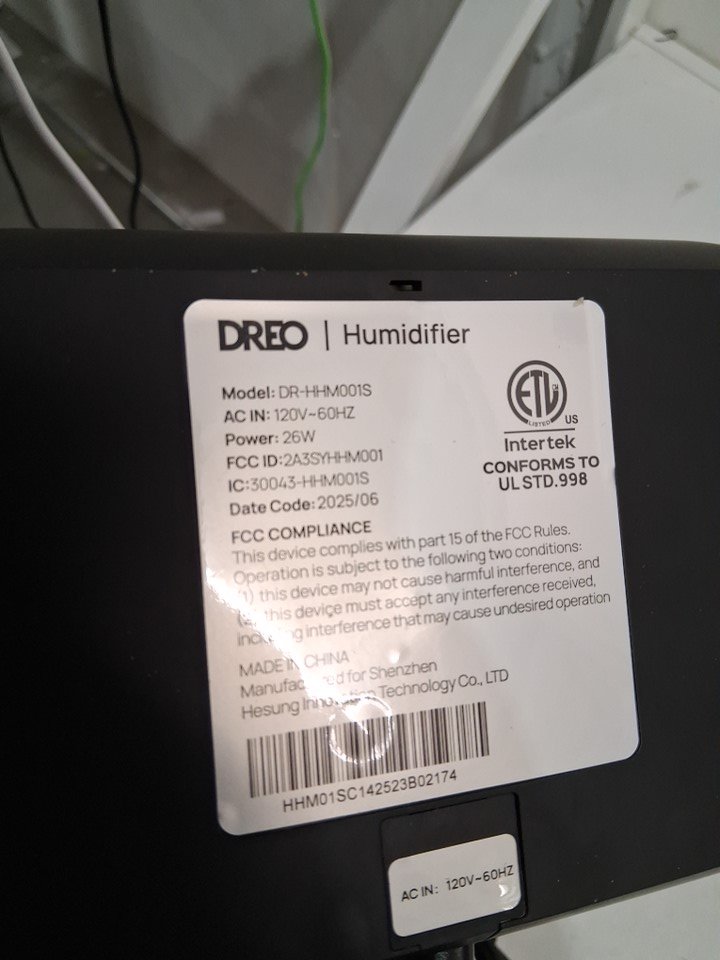 DREO | Humidifier
Model: DR-HHM001S
AC IN: 120V~60HZ
Power: 26W
FCC ID:2A3SYHHM001
IC:30043-HHM001S
Date Code: 2025/06
ETL
LISTED
US
Intertek
CONFORMS TO
UL STD.998
FCC COMPLIANCE
This device complies with part 15 of the FCC Rules.
Operation is subject to the following two conditions:
(1) this device may not cause harmful interference, and
(2) this device must accept any interference received,
including interference that may cause undesired operation
MADE IN CHINA
Manufactured for Shenzhen
Hesung Innovation Technology Co., LTD
HHM01SC142523B02174
AC IN: 120V~60HZ